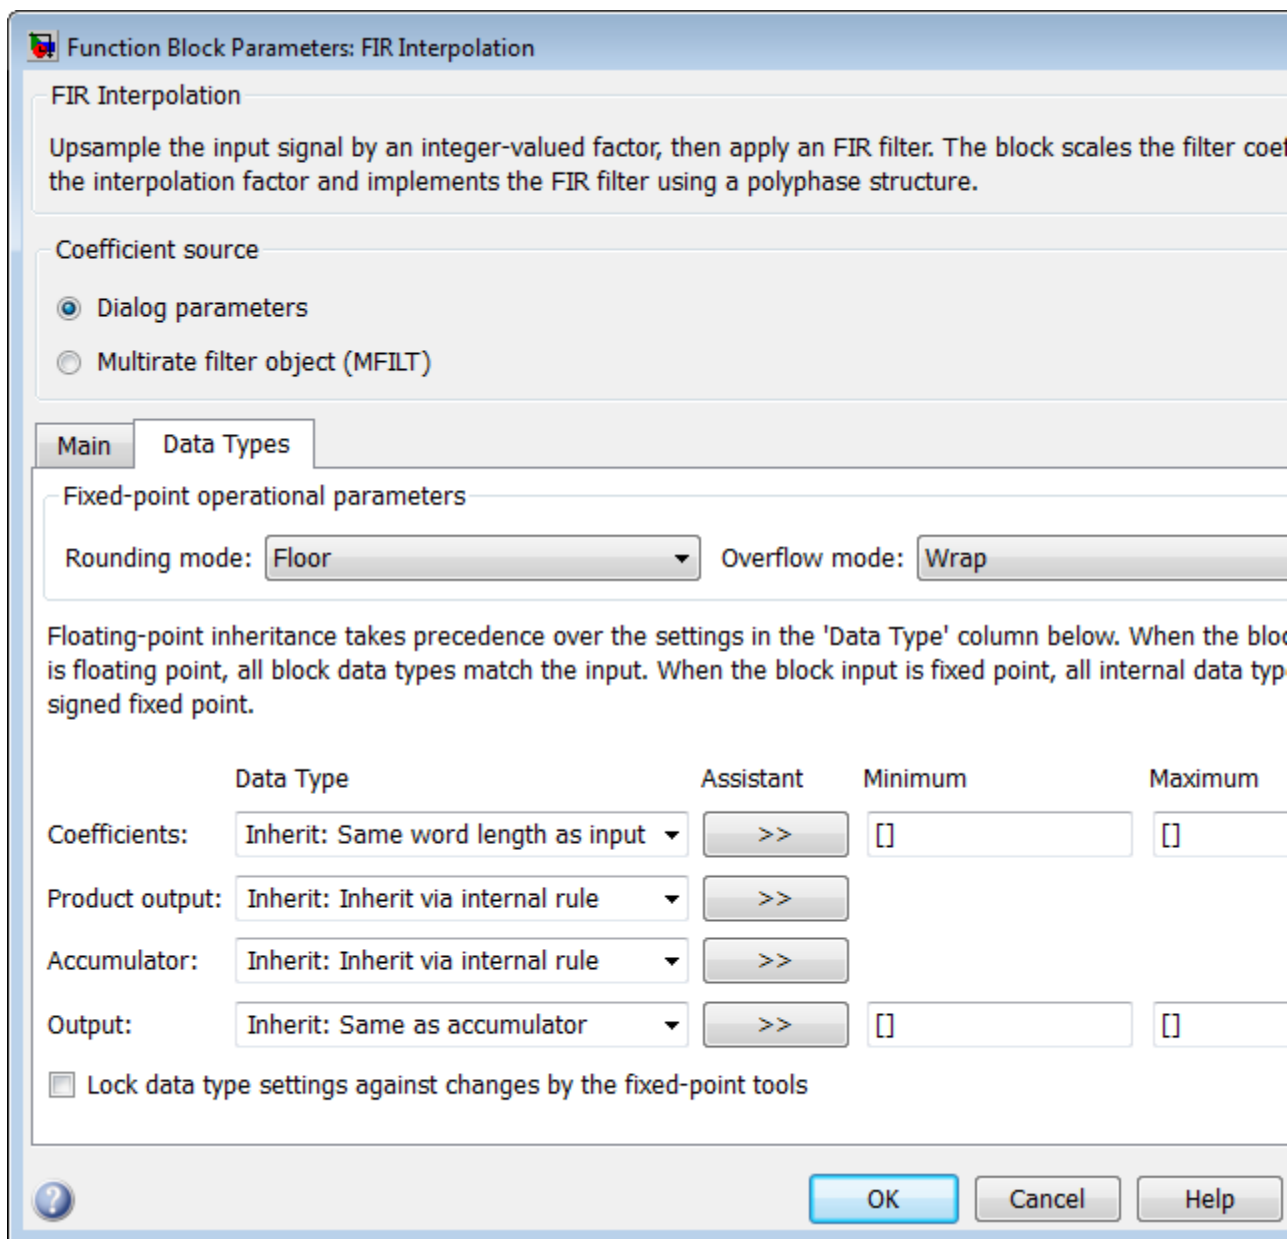 Function Block Parameters: FIR Interpolation
FIR Interpolation
Upsample the input signal by an integer-valued factor, then apply an FIR filter. The block scales the filter
the interpolation factor and implements the FIR filter using a polyphase structure.
Coefficient source
Dialog parameters
Multirate filter object (MFILT)
Main Data Types
Fixed-point operational parameters
Rounding mode: Floor Overflow mode: Wrap
Floating-point inheritance takes precedence over the settings in the 'Data Type' column below. When the
is floating point, all block data types match the input. When the block input is fixed point, all internal data
signed fixed point.
Data Type Assistant Minimum Maximum
Coefficients: Inherit: Same word length as input >> [] []
Product output: Inherit: Inherit via internal rule >>
Accumulator: Inherit: Inherit via internal rule >>
Output: Inherit: Same as accumulator >> [] []
Lock data type settings against changes by the fixed-point tools
? OK Cancel Help